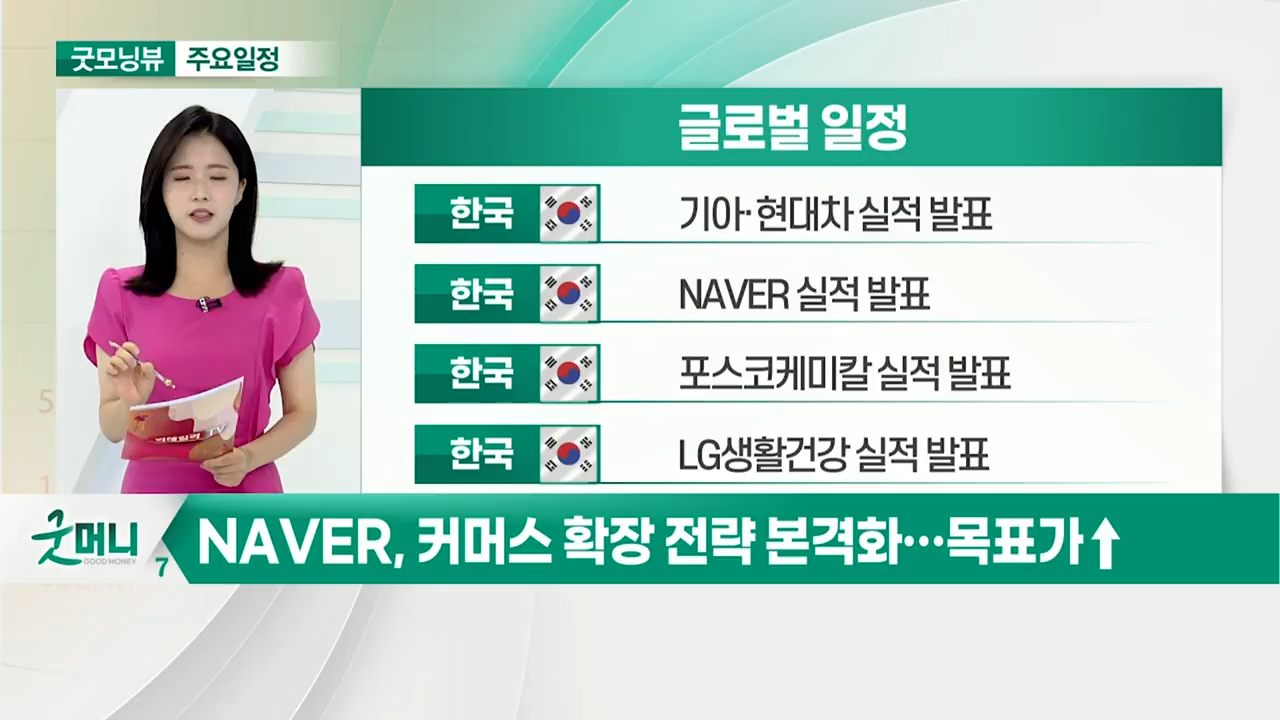 굿모닝뷰 주요일정
글로벌 일정
한국 기아·현대차 실적 발표
한국 NAVER 실적 발표
한국 포스코케미칼 실적 발표
한국 LG생활건강 실적 발표
굿머니
GOOD MONEY
7
NAVER, 커머스 확장 전략 본격화…목표가↑
5
1